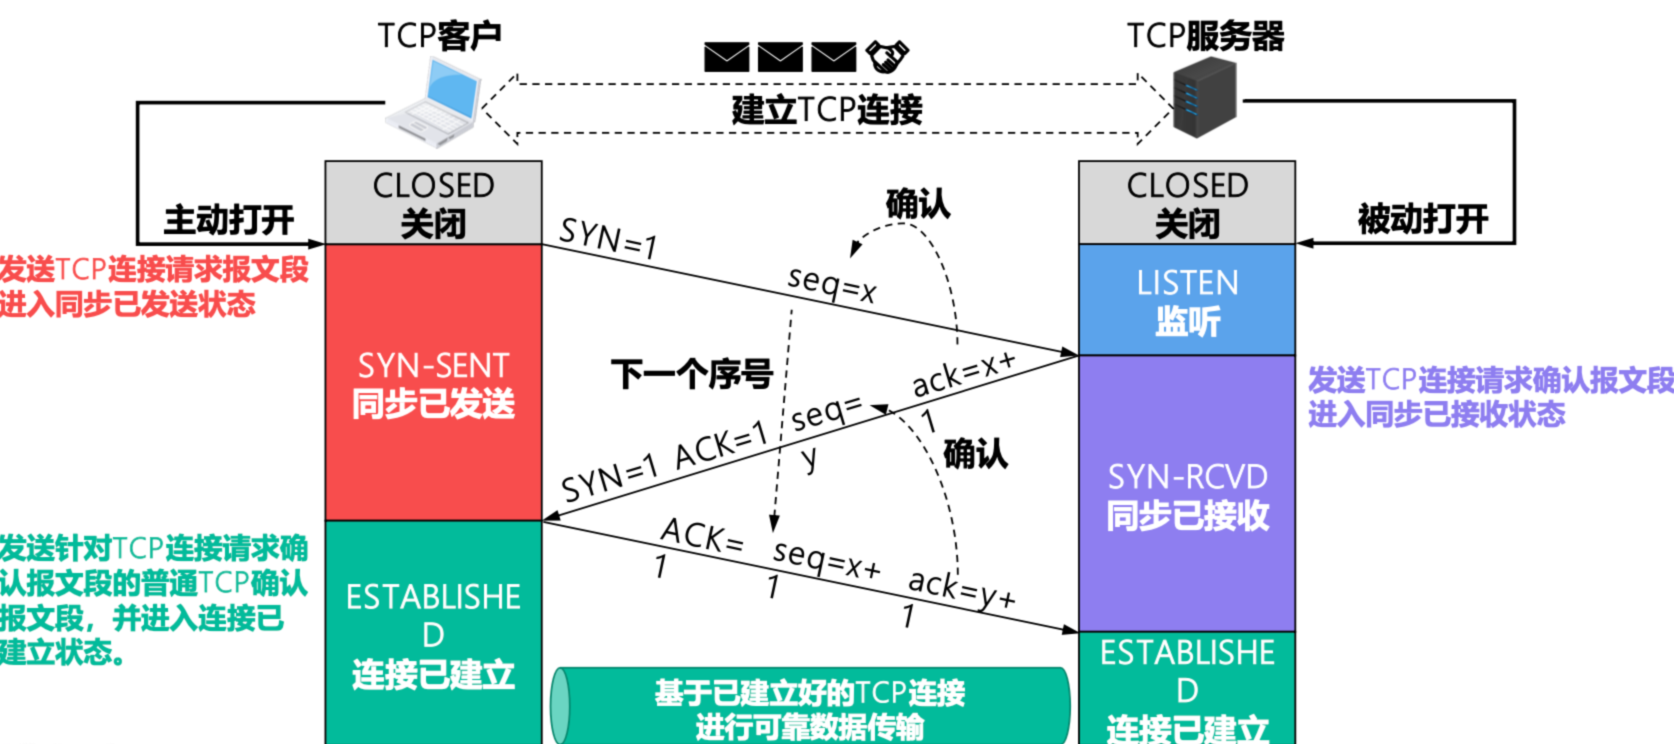 TCP客户
TCP服务器
建立TCP连接
CLOSED
关闭
CLOSED
关闭
主动打开
被动打开
确认
SYN=1
seq=x
发送TCP连接请求报文段
进入同步已发送状态
LISTEN
监听
SYN-SENT
同步已发送
下一个序号
ack=x+
1
seq=
y
ACK=1
SYN=1
确认
发送TCP连接请求确认报文段
进入同步已接收状态
SYN-RCVD
同步已接收
ACK=
1
seq=x+
1
ack=y+
1
发送针对TCP连接请求确
认报文段的普通TCP确认
报文段，并进入连接已
建立状态。
ESTABLISHE
D
连接已建立
ESTABLISHE
D
连接已建立
基于已建立好的TCP连接
进行可靠数据传输